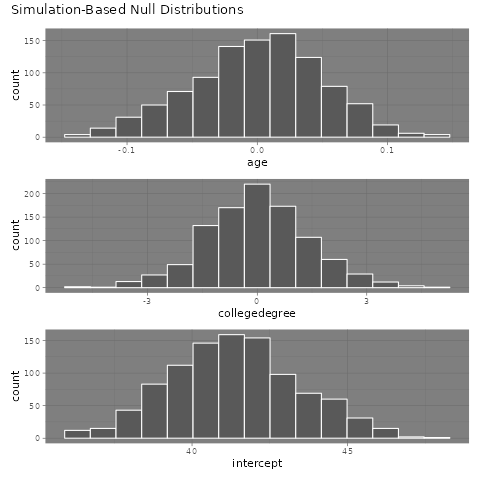 Simulation-Based Null Distributions
150
100
50
0
count
-0.1 0.0 0.1
age
200
150
100
50
0
count
-3 0 3
collegedegree
150
100
50
0
count
40 45
intercept